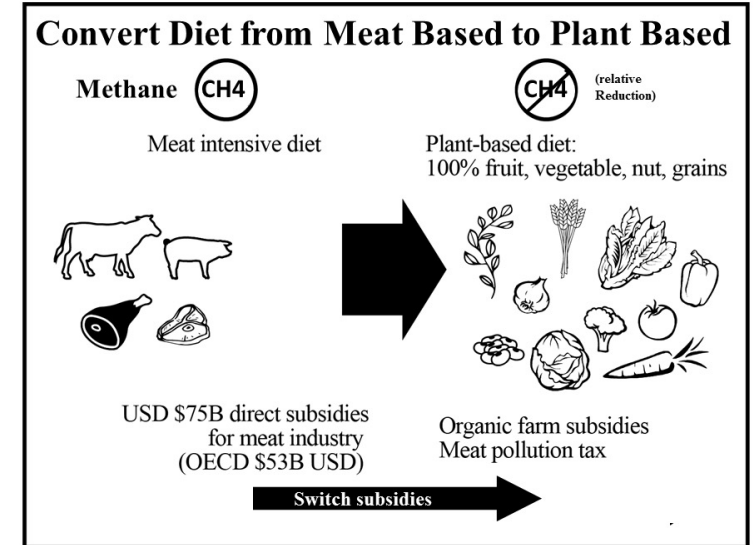 Convert Diet from Meat Based to Plant Based
Methane CH4
CH4 (relative
Reduction)
Meat intensive diet
Plant-based diet:
100% fruit, vegetable, nut, grains
USD $75B direct subsidies
for meat industry
(OECD $53B USD)
Organic farm subsidies
Meat pollution tax
Switch subsidies